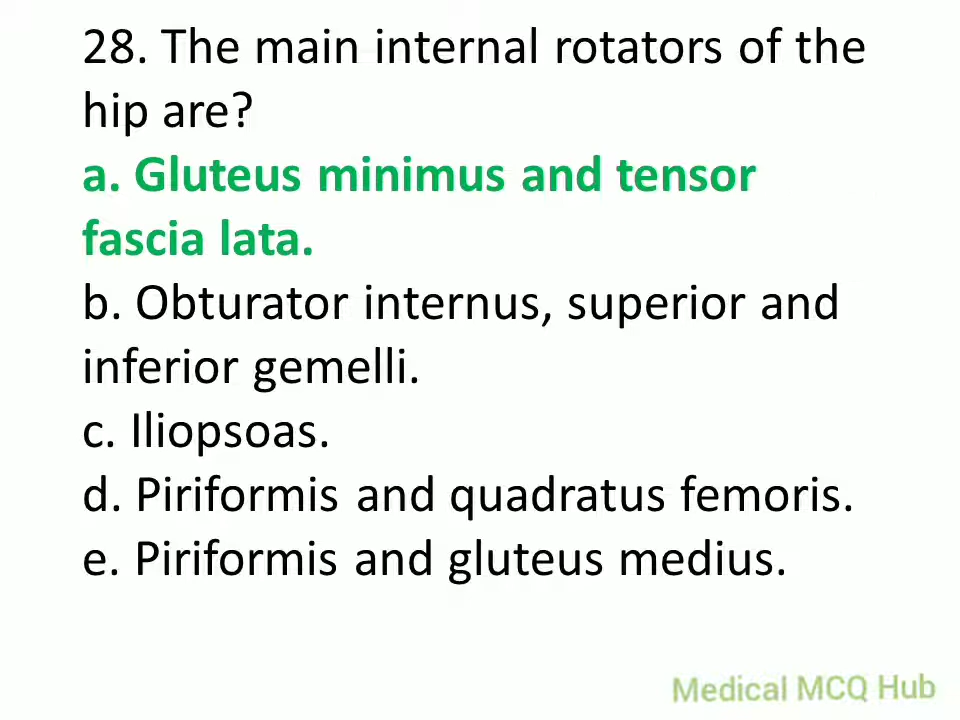 28. The main internal rotators of the
hip are?
a. Gluteus minimus and tensor
fascia lata.
b. Obturator internus, superior and
inferior gemelli.
c. Iliopsoas.
d. Piriformis and quadratus femoris.
e. Piriformis and gluteus medius.
Medical MCQ Hub